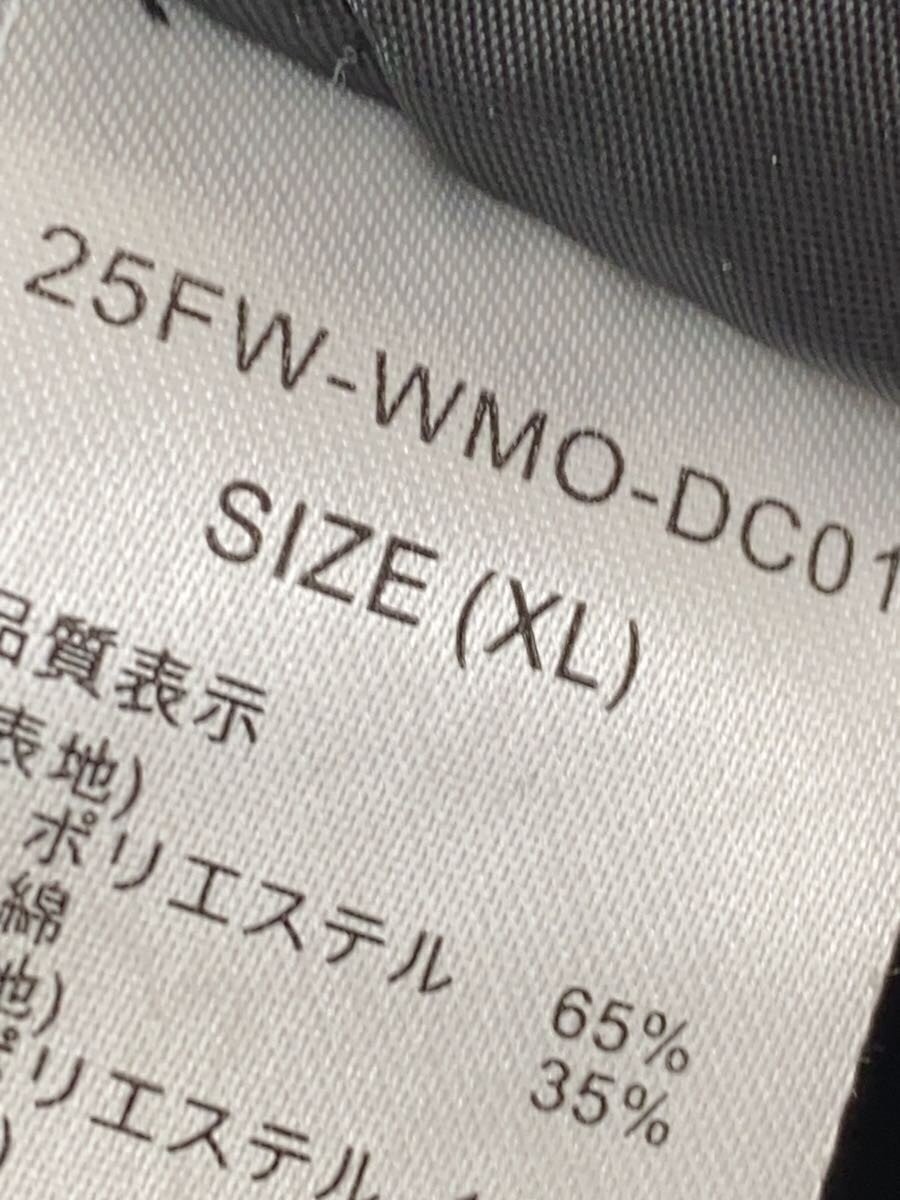 25FW-WMO-DC01
SIZE (XL)
品質表示
表地)
ポリエステル 65%
綿 35%
地)
ポリエステル
)